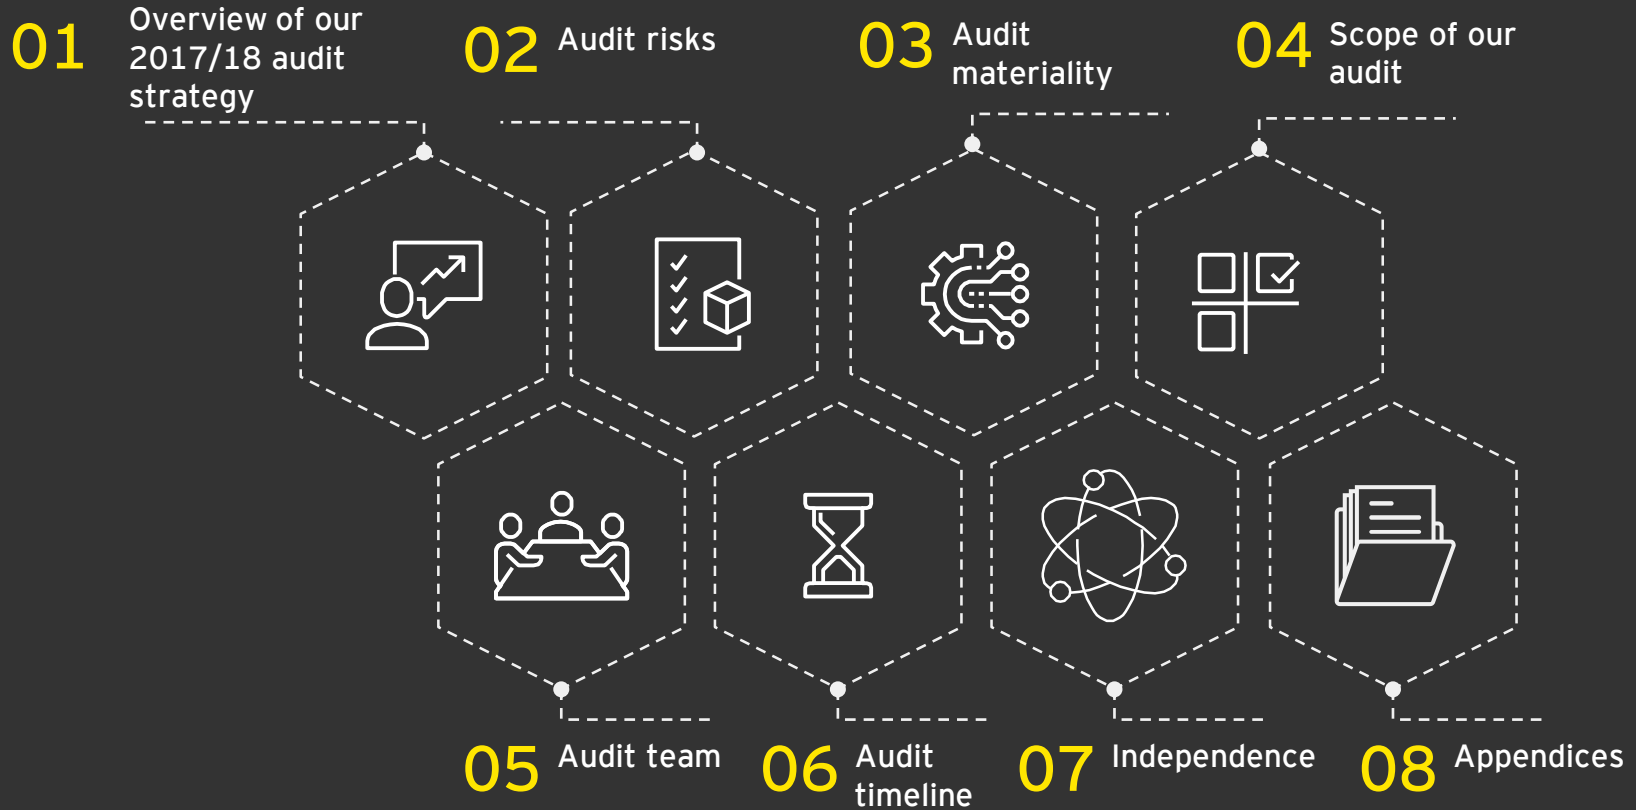 01
Overview of our
2017/18 audit
strategy
02
Audit risks
03
Audit
materiality
04
Scope of our
audit
05
Audit team
06
Audit
timeline
07
Independence
08
Appendices